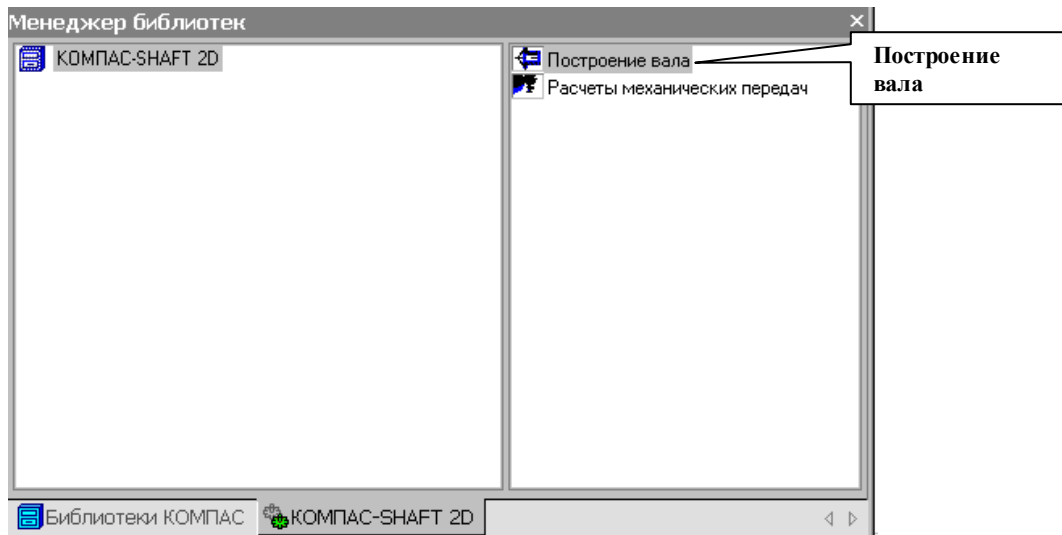 Менеджер библиотек
КОМПАС-SHAFT 2D
Построение вала
Расчеты механических передач
Построение
вала
Библиотеки КОМПАС
КОМПАС-SHAFT 2D